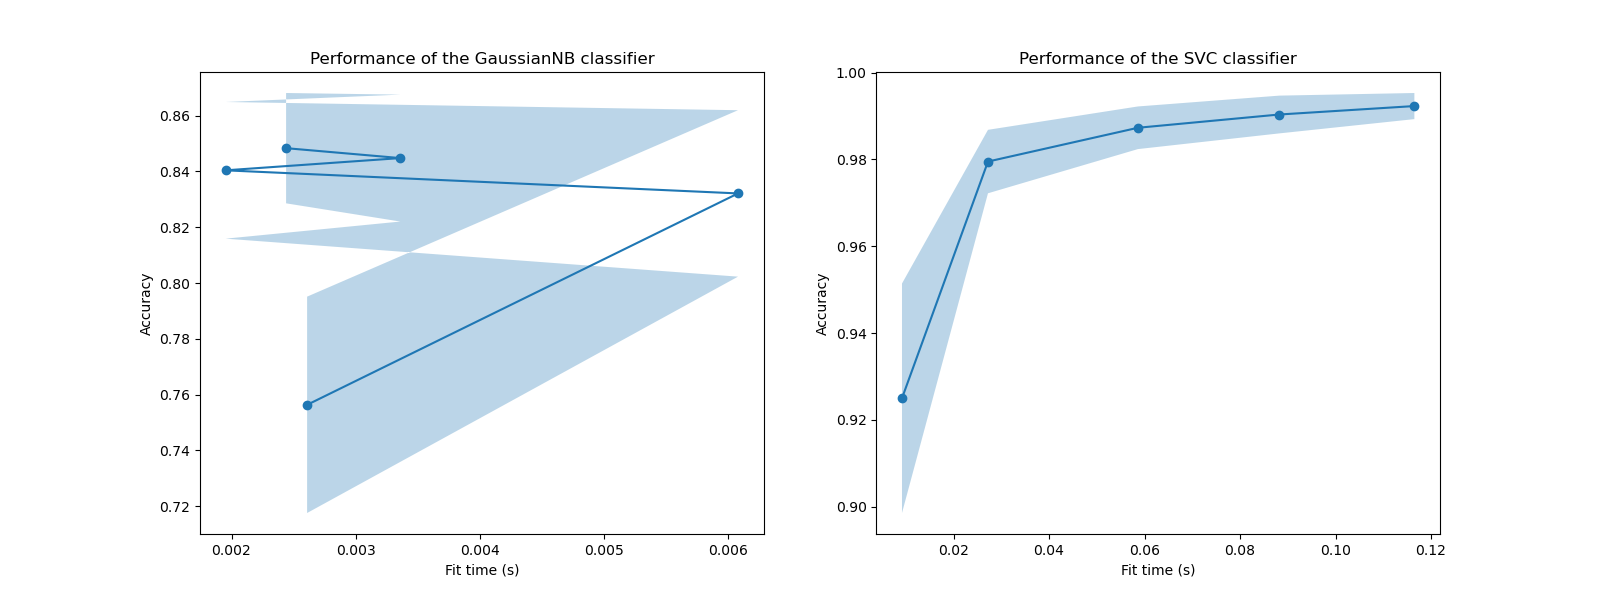 Performance of the GaussianNB classifier
Accuracy
0.86
0.84
0.82
0.80
0.78
0.76
0.74
0.72
0.002 0.003 0.004 0.005 0.006
Fit time (s)
Performance of the SVC classifier
Accuracy
1.00
0.98
0.96
0.94
0.92
0.90
0.02 0.04 0.06 0.08 0.10 0.12
Fit time (s)